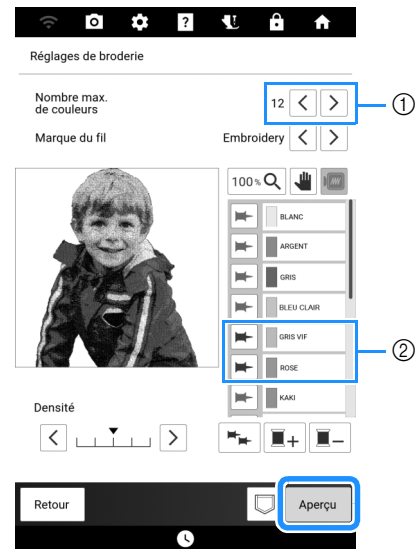 Réglages de broderie
Nombre max.
de couleurs
12
①
Marque du fil
Embroidery
100%
BLANC
ARGENT
GRIS
BLEU CLAIR
GRIS VIF
②
ROSE
KAKI
Densité
Retour
Aperçu